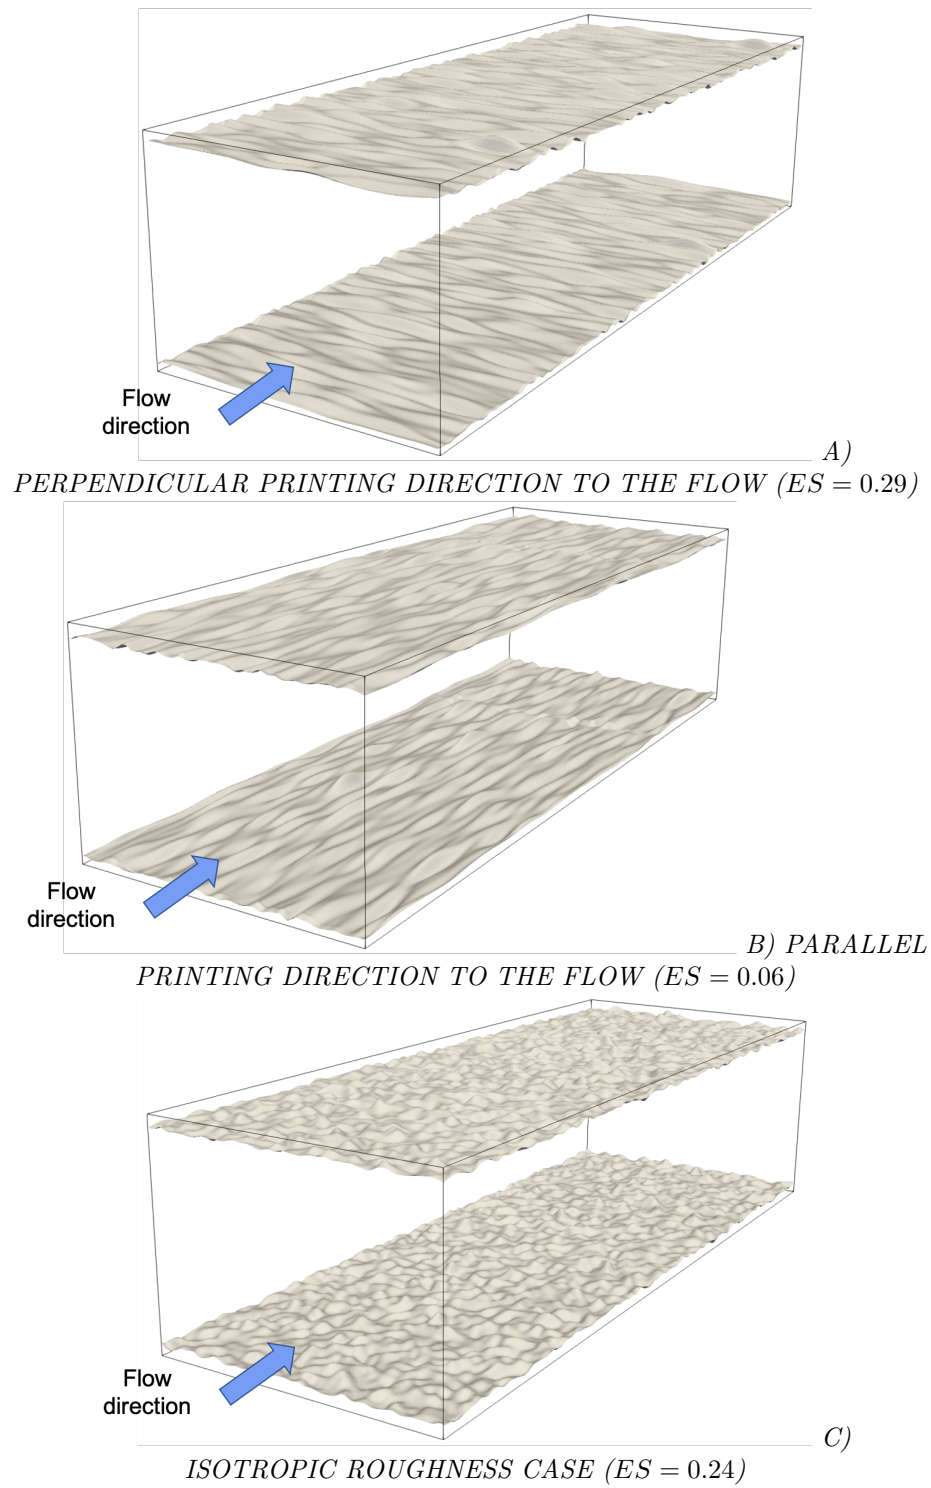 Flow
direction
A)
PERPENDICULAR PRINTING DIRECTION TO THE FLOW (ES = 0.29)
Flow
direction
B) PARALLEL
PRINTING DIRECTION TO THE FLOW (ES = 0.06)
Flow
direction
C)
ISOTROPIC ROUGHNESS CASE (ES = 0.24)